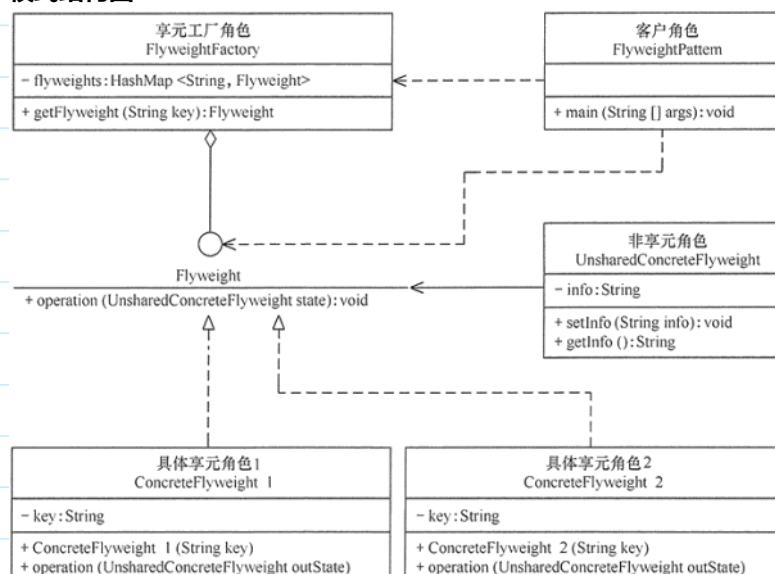 享元工厂角色
FlyweightFactory
- flyweights:HashMap <String, Flyweight>
+ getFlyweight (String key):Flyweight
客户角色
FlyweightPattem
+ main (String [] args):void
非享元角色
UnsharedConcreteFlyweight
- info:String
+ setInfo (String info):void
+ getInfo ():String
Flyweight
+ operation (UnsharedConcreteFlyweight state):void
具体享元角色1
ConcreteFlyweight 1
- key:String
+ ConcreteFlyweight 1 (String key)
+ operation (UnsharedConcreteFlyweight outState)
具体享元角色2
ConcreteFlyweight 2
- key:String
+ ConcreteFlyweight 2 (String key)
+ operation (UnsharedConcreteFlyweight outState)